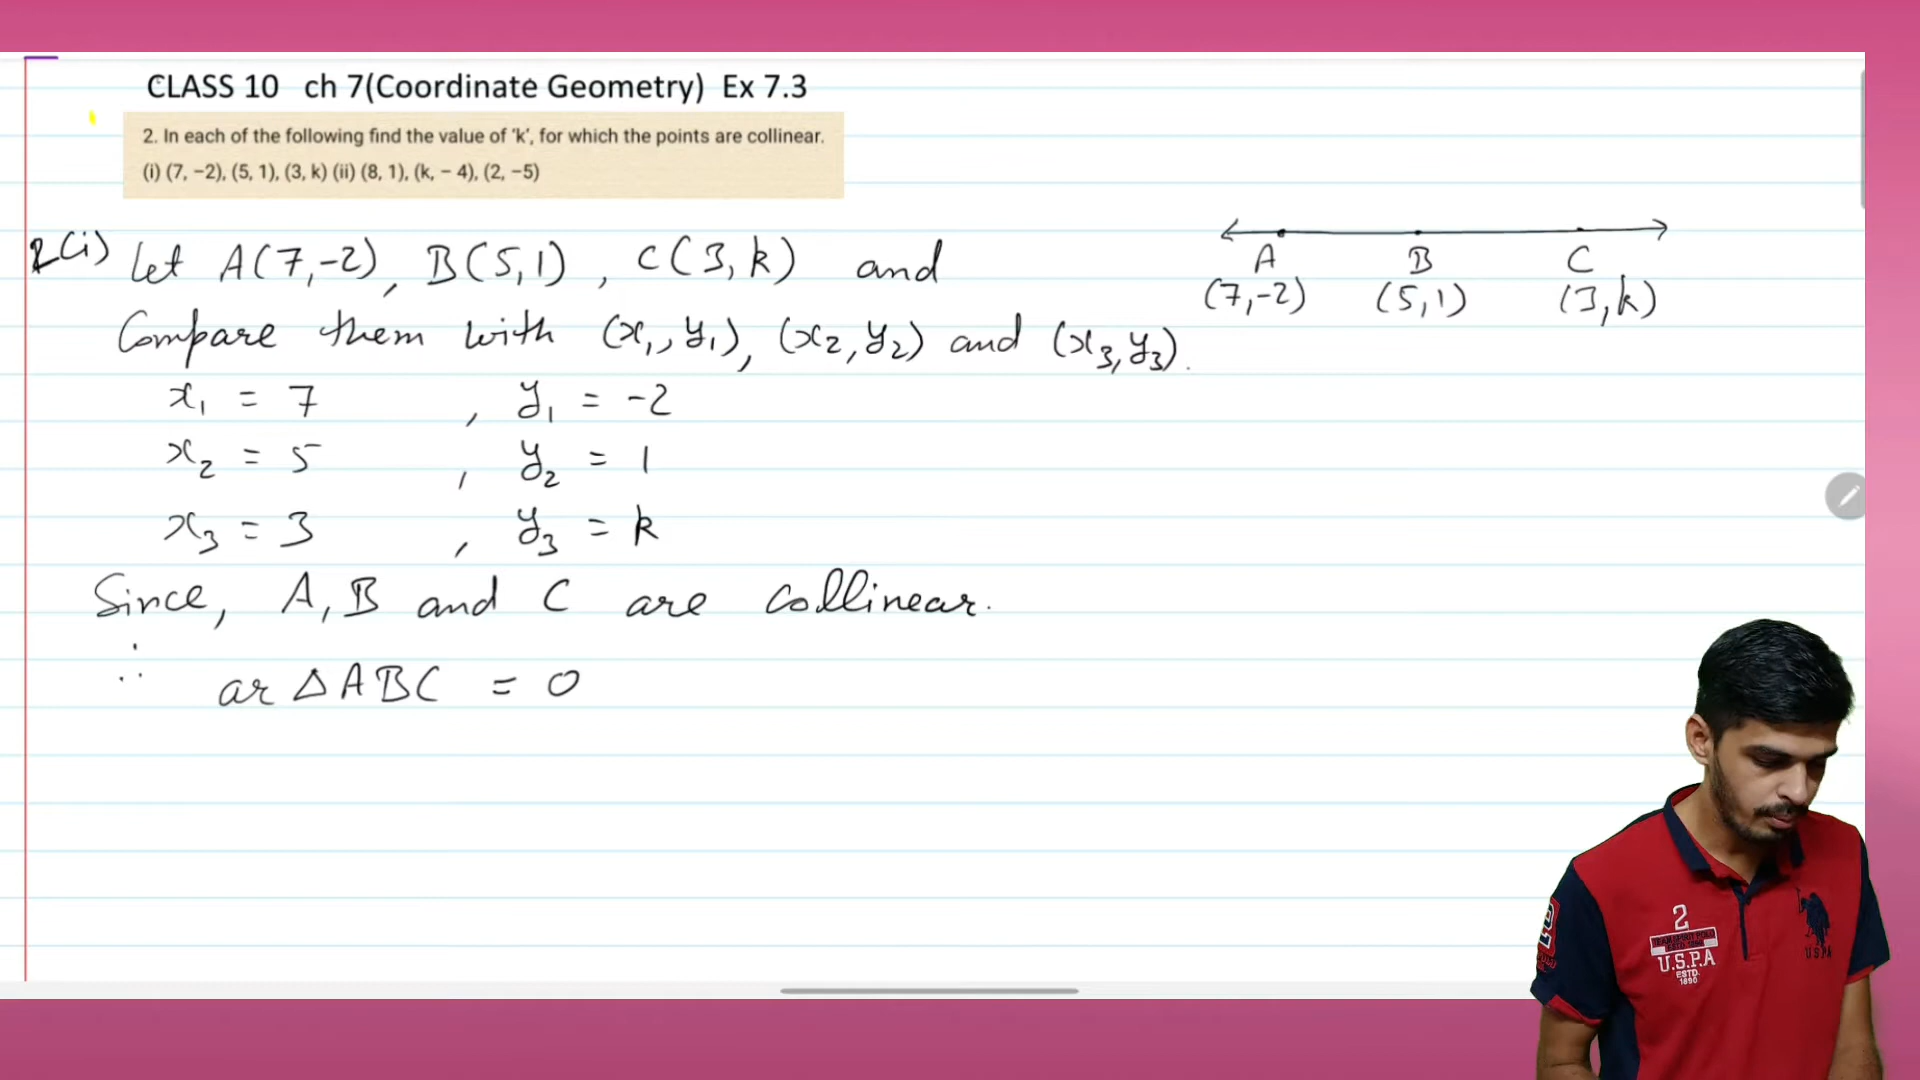 CLASS 10 ch 7(Coordinate Geometry) Ex 7.3
2. In each of the following find the value of 'k', for which the points are collinear.
(i) (7, −2), (5, 1), (3, k) (ii) (8, 1), (k, − 4), (2, −5)
2(i) Let A(7,-2), B(5,1), C(3,k) and
Compare them with (x₁,y₁), (x₂,y₂) and (x₃,y₃).
x₁ = 7 , y₁ = -2
x₂ = 5 , y₂ = 1
x₃ = 3 , y₃ = k
Since, A, B and C are collinear.
∴ ar △ABC = 0
A B C
(7,-2) (5,1) (3,k)
2
U.S.P.A
ESTD.
1890
U.S.P.A